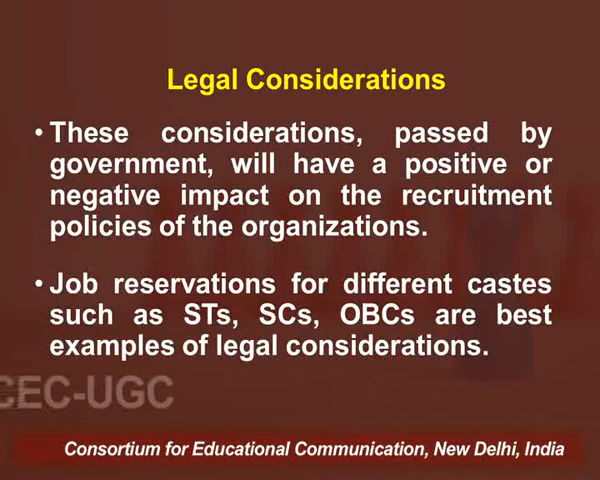 Legal Considerations
• These considerations, passed by
government, will have a positive or
negative impact on the recruitment
policies of the organizations.
• Job reservations for different castes
such as STs, SCs, OBCs are best
examples of legal considerations.
CEC-UGC
Consortium for Educational Communication, New Delhi, India